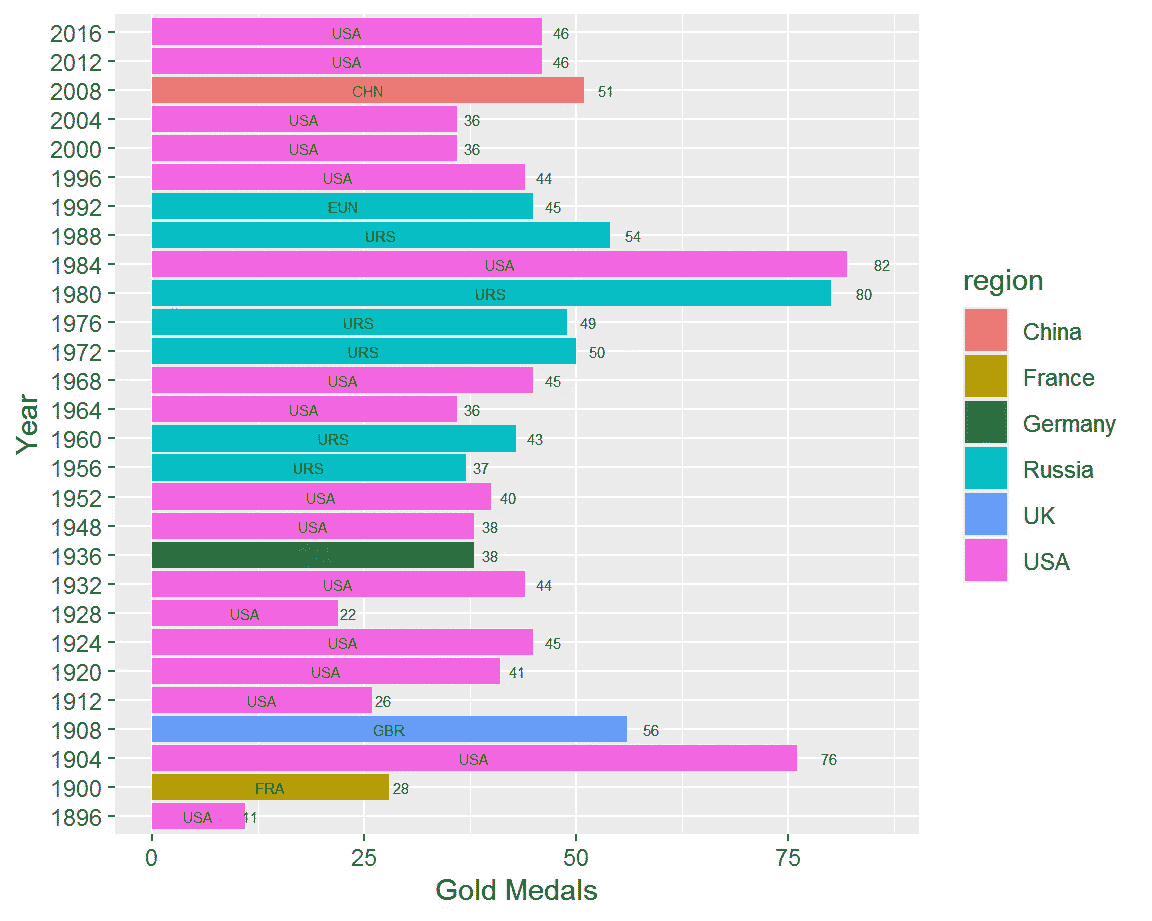 2016 USA 46
2012 USA 46
2008 CHN 51
2004 USA 36
2000 USA 36
1996 USA 44
1992 EUN 45
1988 URS 54
1984 USA 82
1980 URS 80
1976 URS 49
1972 URS 50
1968 USA 45
1964 USA 36
1960 URS 43
1956 URS 37
1952 USA 40
1948 USA 38
1936 38
1932 USA 44
1928 USA 22
1924 USA 45
1920 USA 41
1912 USA 26
1908 GBR 56
1904 USA 76
1900 FRA 28
1896 USA 11
0 25 50 75
Gold Medals
Year
region
China
France
Germany
Russia
UK
USA